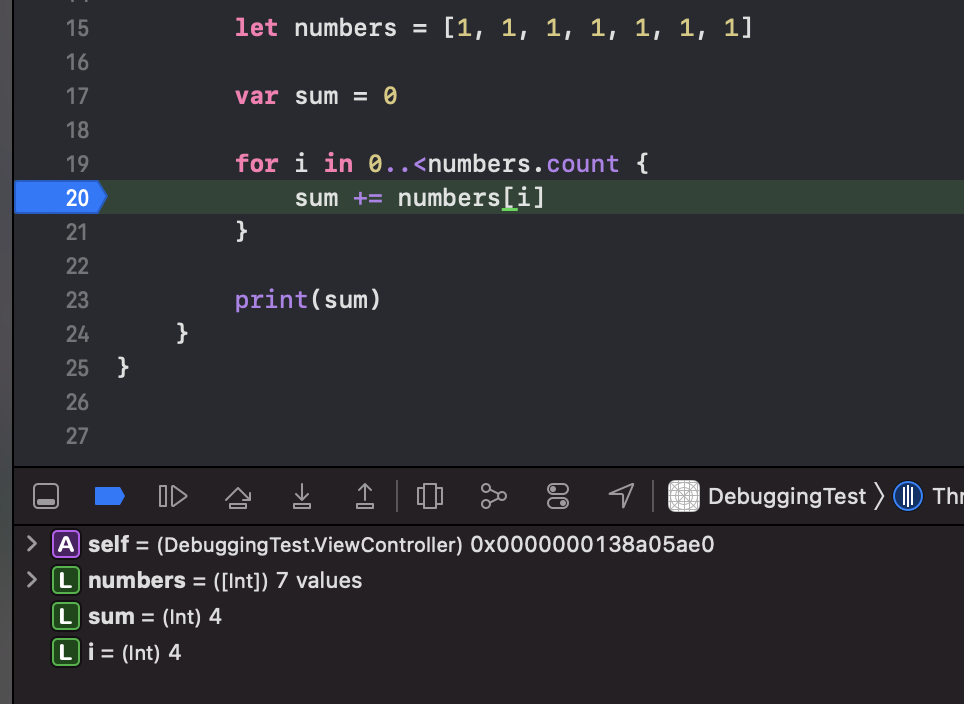 15 let numbers = [1, 1, 1, 1, 1, 1, 1]
16
17 var sum = 0
18
19 for i in 0..<numbers.count {
20 sum += numbers[i]
21 }
22
23 print(sum)
24 }
25 }
26
27
DebuggingTest Thr
A self = (DebuggingTest.ViewController) 0x0000000138a05ae0
L numbers = ([Int]) 7 values
L sum = (Int) 4
L i = (Int) 4